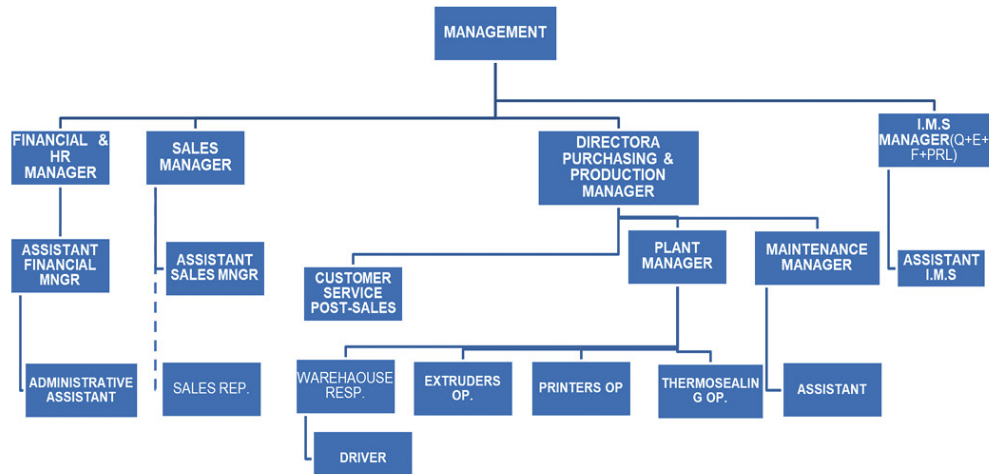 MANAGEMENT
FINANCIAL &
HR
MANAGER
SALES
MANAGER
DIRECTORA
PURCHASING &
PRODUCTION
MANAGER
I.M.S
MANAGER(Q+E+
F+PRL)
ASSISTANT
FINANCIAL
MNGR
ASSISTANT
SALES MNGR
CUSTOMER
SERVICE
POST-SALES
PLANT
MANAGER
MAINTENANCE
MANAGER
ASSISTANT
I.M.S
ADMINISTRATIVE
ASSISTANT
SALES REP.
WAREHAOUSE
RESP.
EXTRUDERS
OP.
PRINTERS OP
THERMOSEALIN
G OP.
ASSISTANT
DRIVER